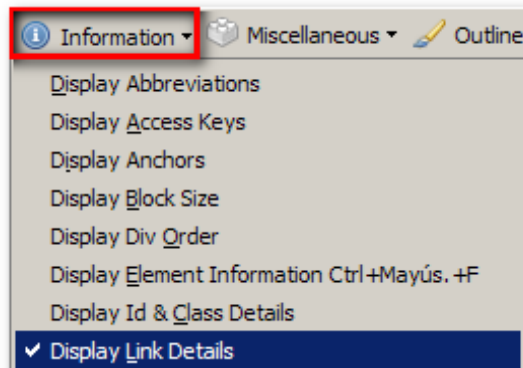 Information Miscellaneous Outline
Display Abbreviations
Display Access Keys
Display Anchors
Display Block Size
Display Div Order
Display Element Information Ctrl+Mayús.+F
Display Id & Class Details
Display Link Details